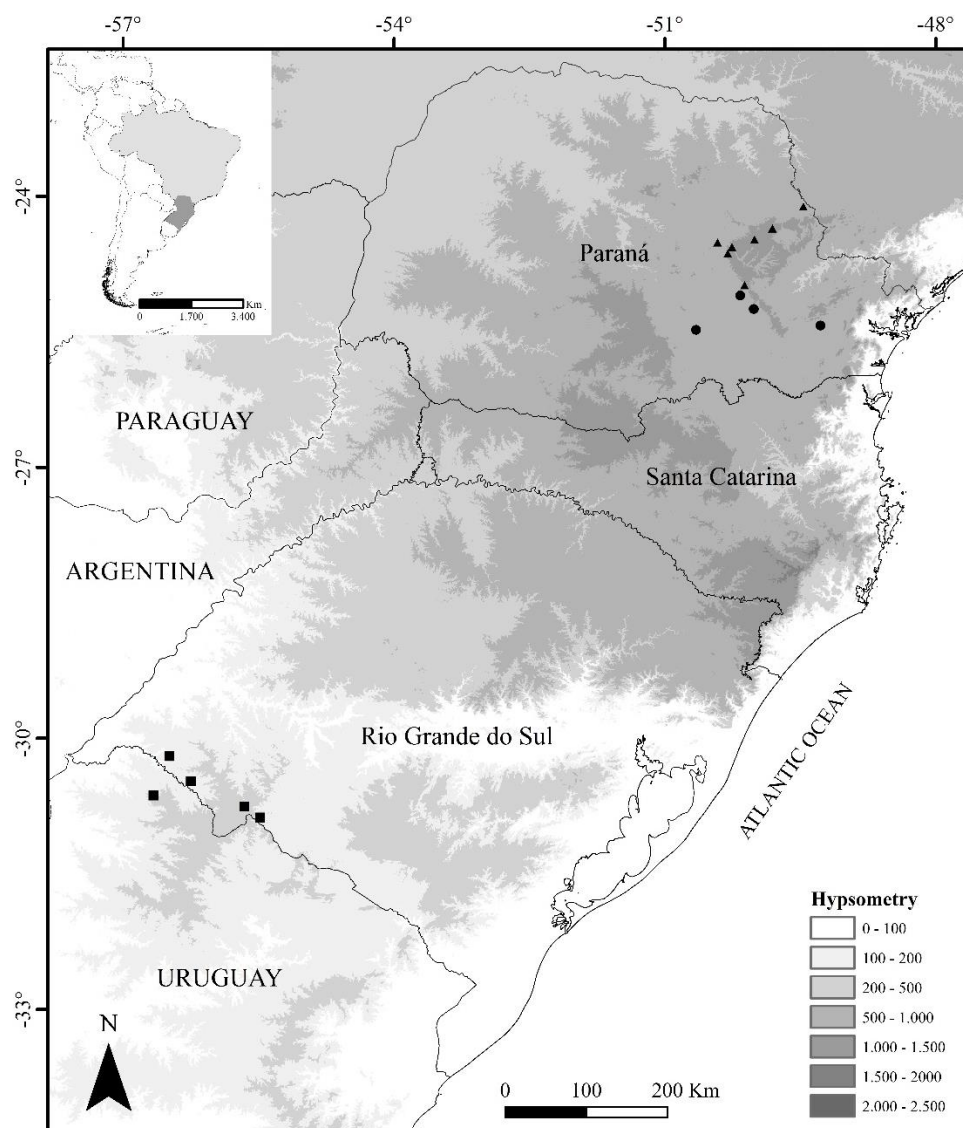 -57°
-54°
-51°
-48°
-24°
-27°
-30°
-33°
Km
0
1.700
3.400
Paraná
PARAGUAY
Santa Catarina
ARGENTINA
Rio Grande do Sul
ATLANTIC OCEAN
URUGUAY
N
0
100
200 Km
Hypsometry
0 - 100
100 - 200
200 - 500
500 - 1.000
1.000 - 1.500
1.500 - 2000
2.000 - 2.500